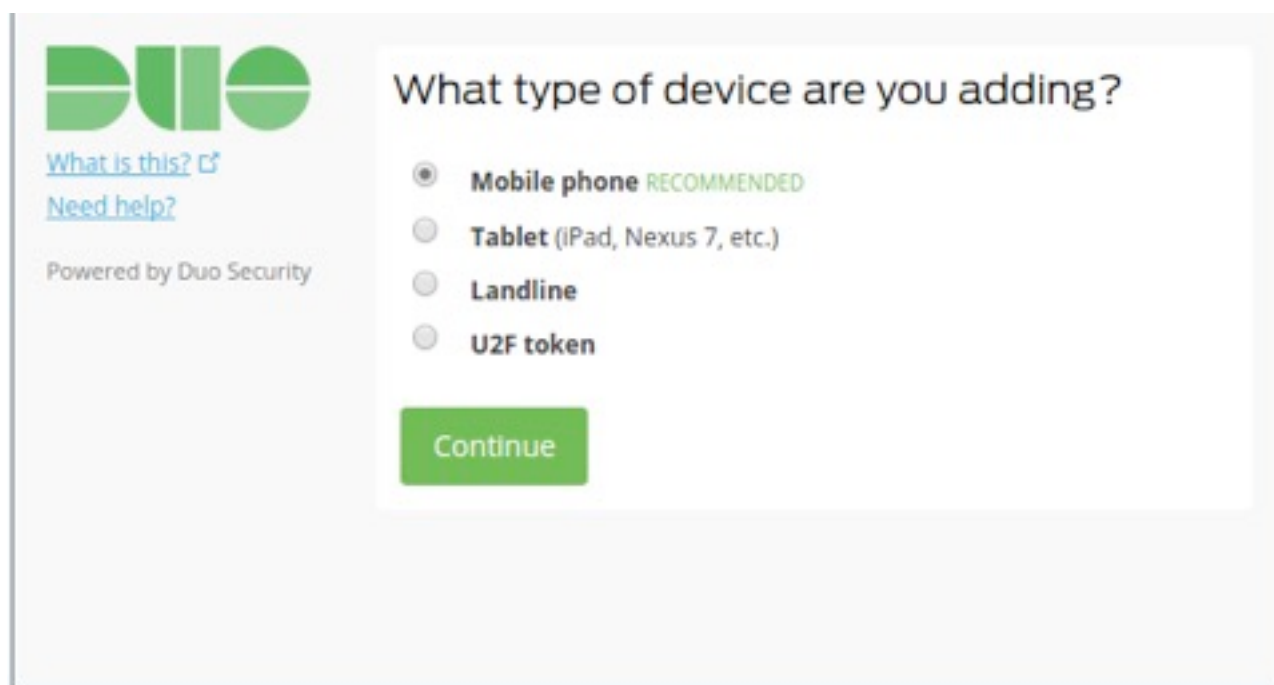 DUO
What is this?
Need help?
Powered by Duo Security
What type of device are you adding?
Mobile phone RECOMMENDED
Tablet (iPad, Nexus 7, etc.)
Landline
U2F token
Continue